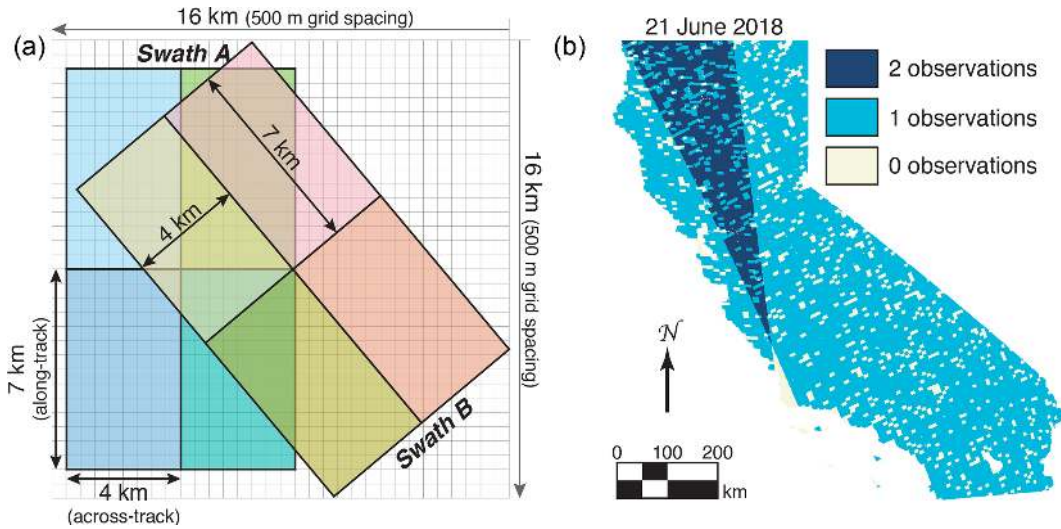 16 km (500 m grid spacing)
(a)
Swath A
7 km
4 km
16 km (500 m grid spacing)
7 km
(along-track)
Swath B
4 km
(across-track)
(b)
21 June 2018
2 observations
1 observations
0 observations
N
0 100 200
km